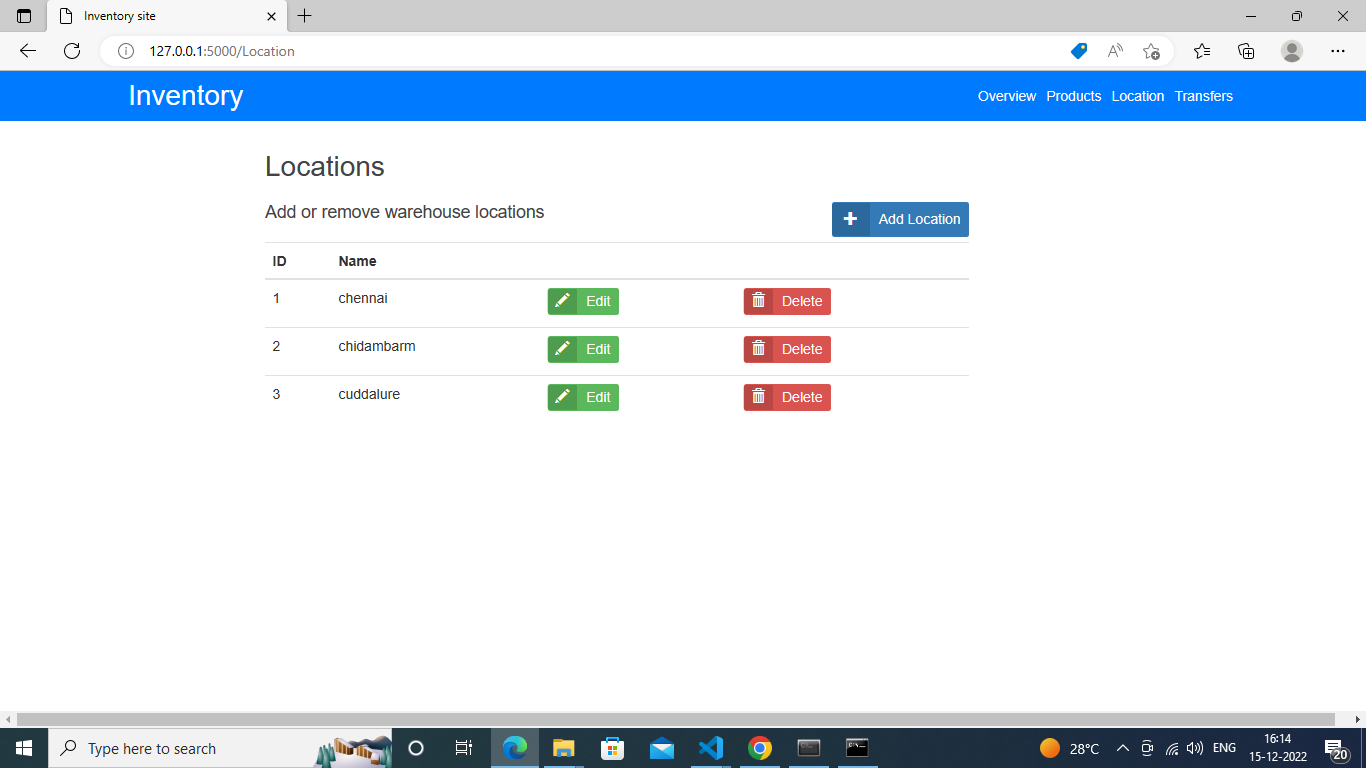 Inventory site
127.0.0.1:5000/Location
Inventory
Overview Products Location Transfers
Locations
Add or remove warehouse locations
Add Location
ID Name
1 chennai Edit Delete
2 chidambarm Edit Delete
3 cuddalure Edit Delete
Type here to search
28°C
ENG
16:14
15-12-2022
20